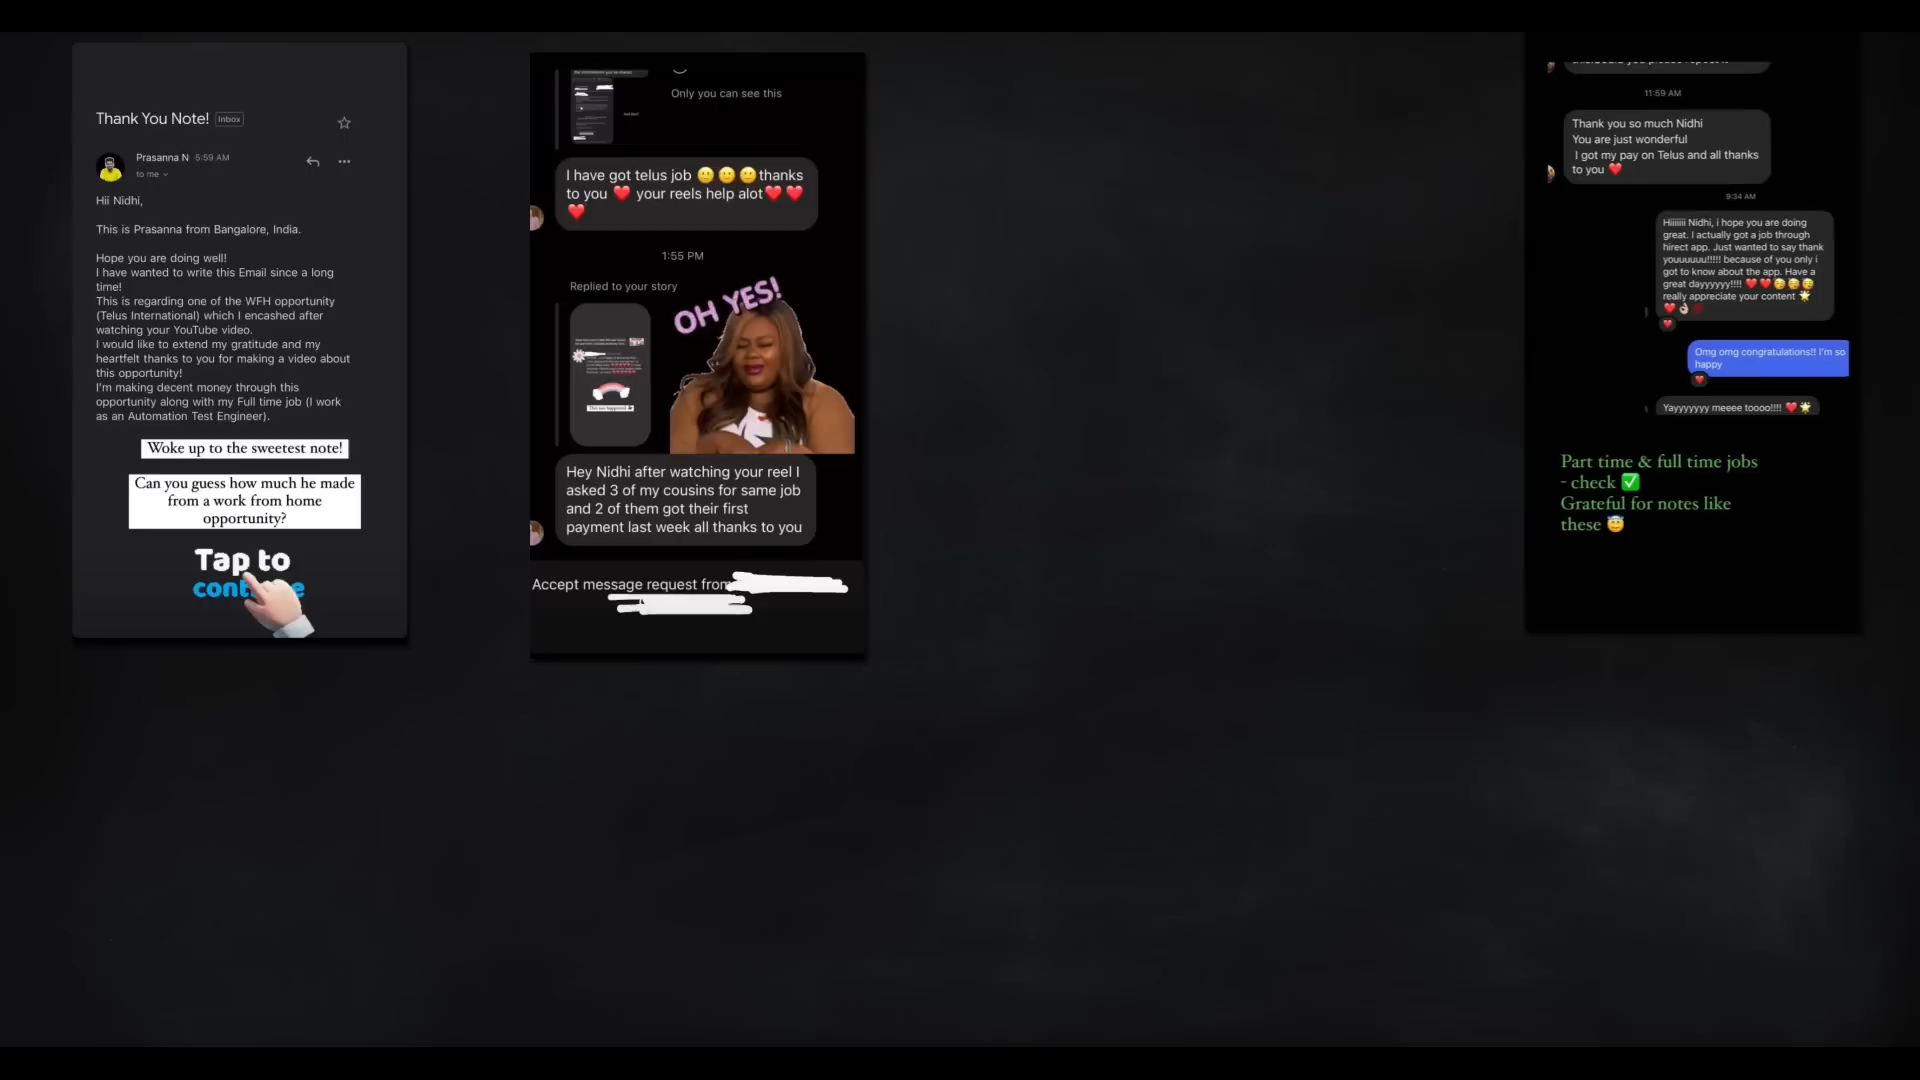 Thank You Note! Inbox
Prasanna N 5:59 AM
to me
Hii Nidhi,
This is Prasanna from Bangalore, India.
Hope you are doing well!
I have wanted to write this Email since a long
time!
This is regarding one of the WFH opportunity
(Telus International) which I encashed after
watching your YouTube video.
I would like to extend my gratitude and my
heartfelt thanks to you for making a video about
this opportunity!
I'm making decent money through this
opportunity along with my Full time job (I work
as an Automation Test Engineer).
Woke up to the sweetest note!
Can you guess how much he made
from a work from home
opportunity?
Tap to
Only you can see this
I have got telus job 🥲🥲🥲thanks
to you ❤️ your reels help alot❤️❤️
❤️
1:55 PM
Replied to your story
OH YES!
Hey Nidhi after watching your reel I
asked 3 of my cousins for same job
and 2 of them got their first
payment last week all thanks to you
Accept message request from
11:59 AM
Thank you so much Nidhi
You are just wonderful
I got my pay on Telus and all thanks
to you ❤️
9:34 AM
Hiiiiiii Nidhi, i hope you are doing
great. I actually got a job through
hirect app. Just wanted to say thank
youuuuuu!!!!! because of you only i
got to know about the app. Have a
great dayyyyyy!!!! ❤️❤️🥳🥳🥳
really appreciate your content 🌟
❤️👌🏻
Omg omg congratulations!! I'm so
happy
Yayyyyyyy meeee toooo!!!! ❤️🌟
Part time & full time jobs
- check ✅
Grateful for notes like
these 😇